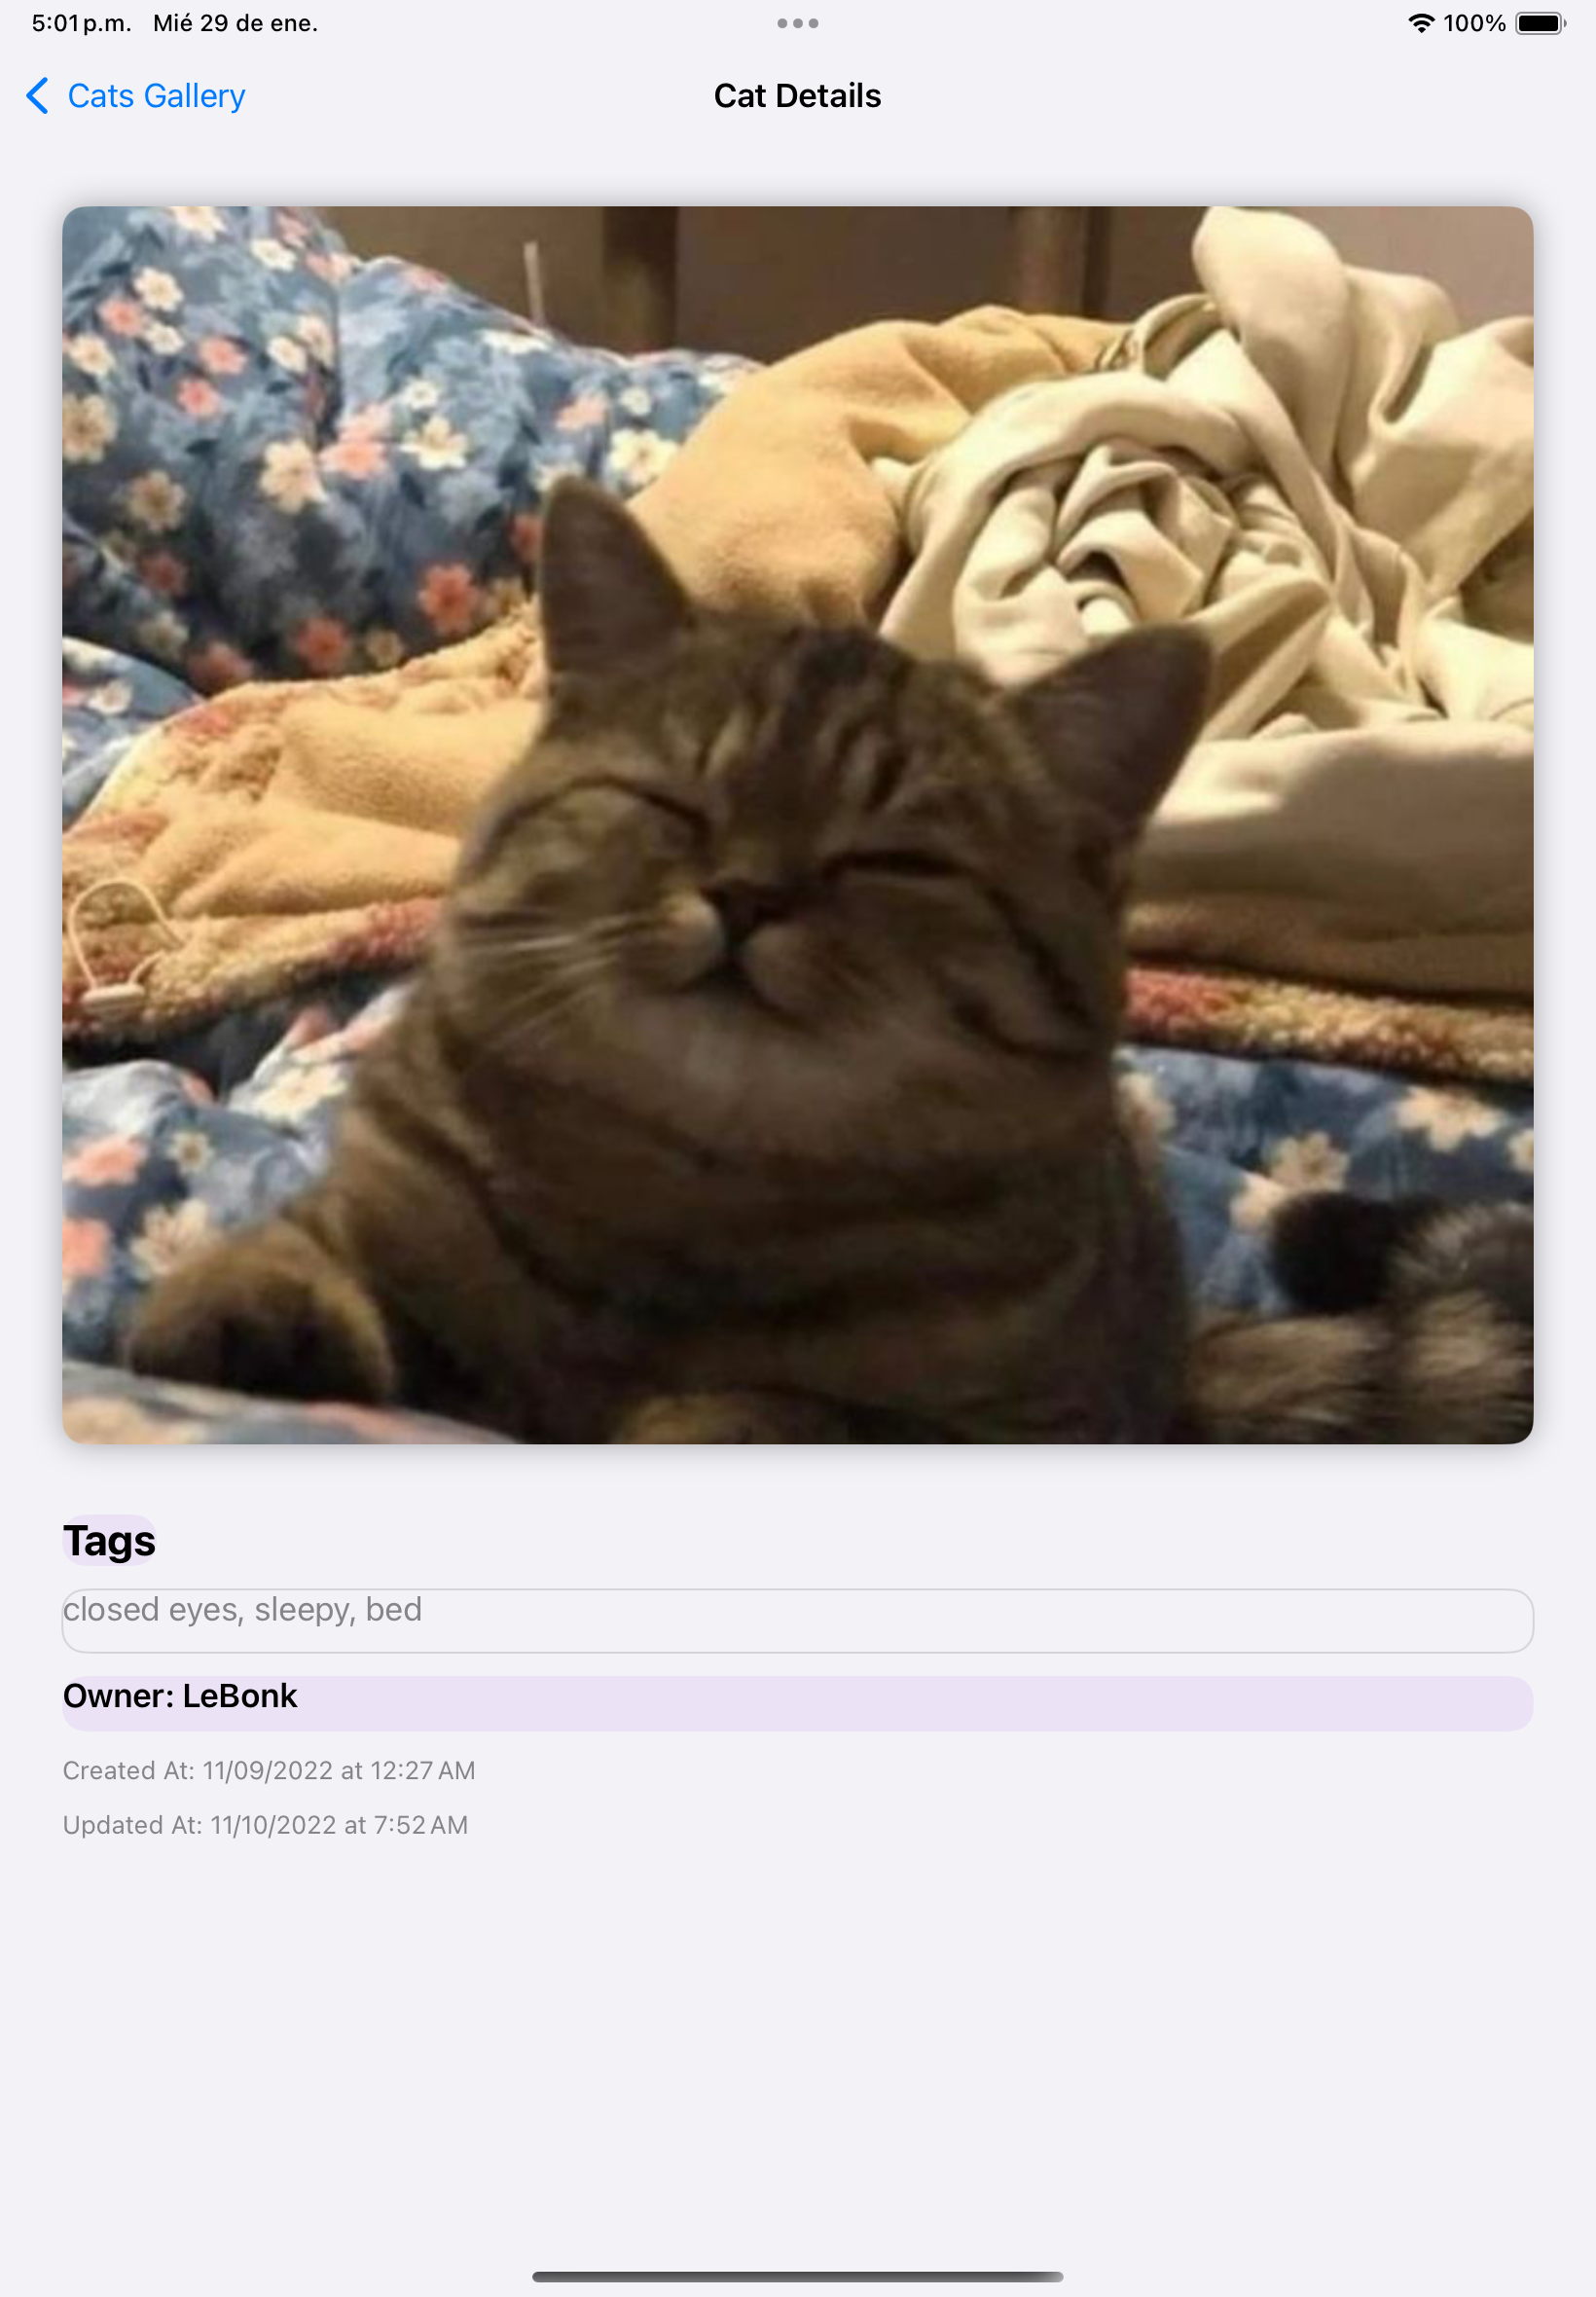 5:01 p.m. Mié 29 de ene.
100%
Cats Gallery
Cat Details
Tags
closed eyes, sleepy, bed
Owner: LeBonk
Created At: 11/09/2022 at 12:27 AM
Updated At: 11/10/2022 at 7:52 AM